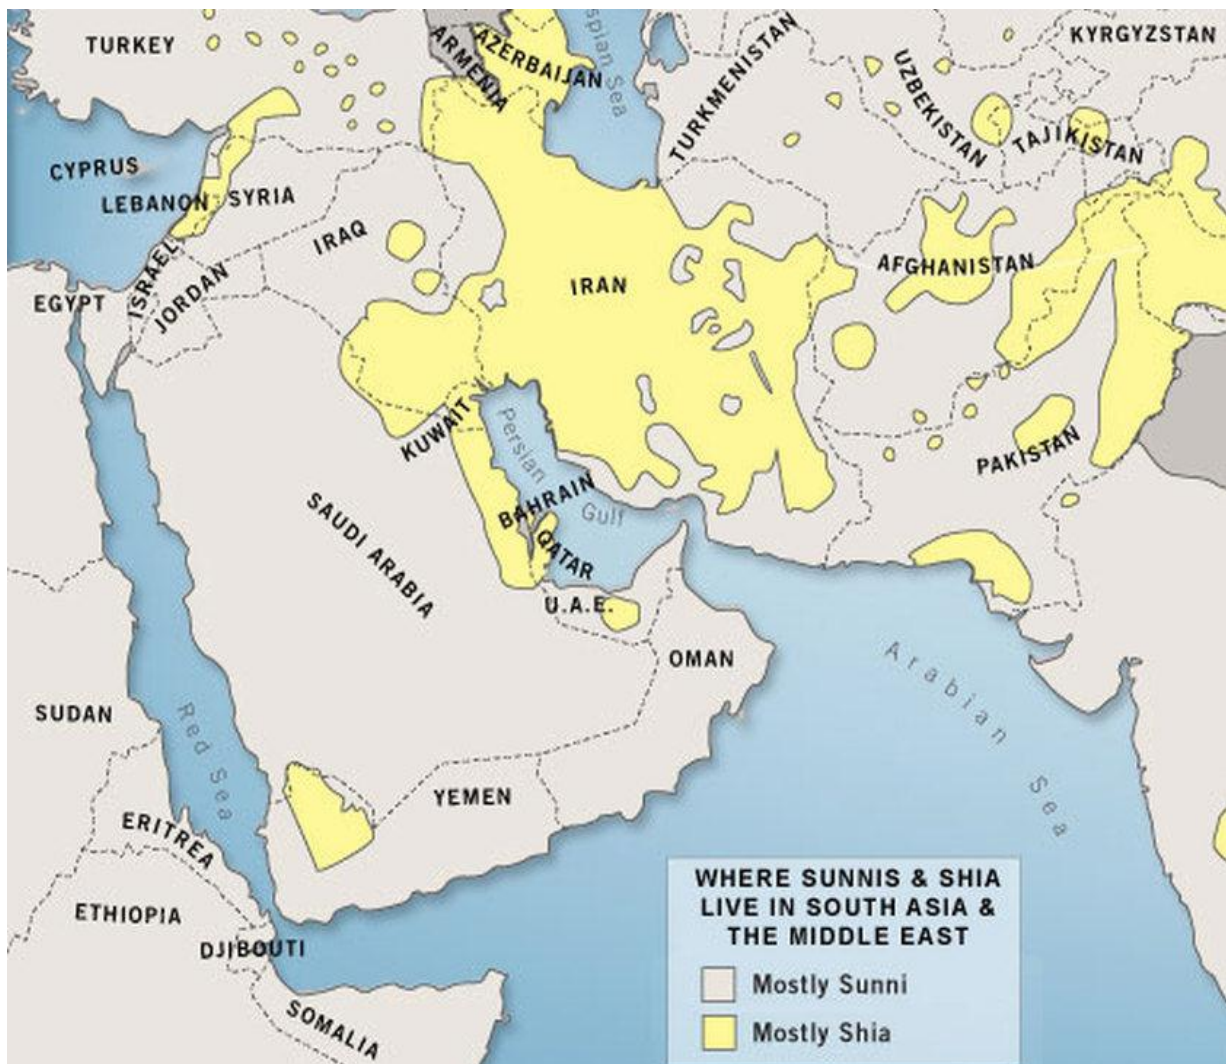 TURKEY
ARMENIA
AZERBAIJAN
spian Sea
TURKMENISTAN
UZBEKISTAN
KYRGYZSTAN
TAJIKISTAN
CYPRUS
LEBANON
SYRIA
IRAQ
IRAN
AFGHANISTAN
ISRAEL
JORDAN
EGYPT
KUWAIT
Persian
Gulf
BAHRAIN
QATAR
PAKISTAN
SAUDI ARABIA
U.A.E.
OMAN
Arabian Sea
SUDAN
Red Sea
YEMEN
ERITREA
ETHIOPIA
DJIBOUTI
SOMALIA
WHERE SUNNIS & SHIA
LIVE IN SOUTH ASIA &
THE MIDDLE EAST
Mostly Sunni
Mostly Shia